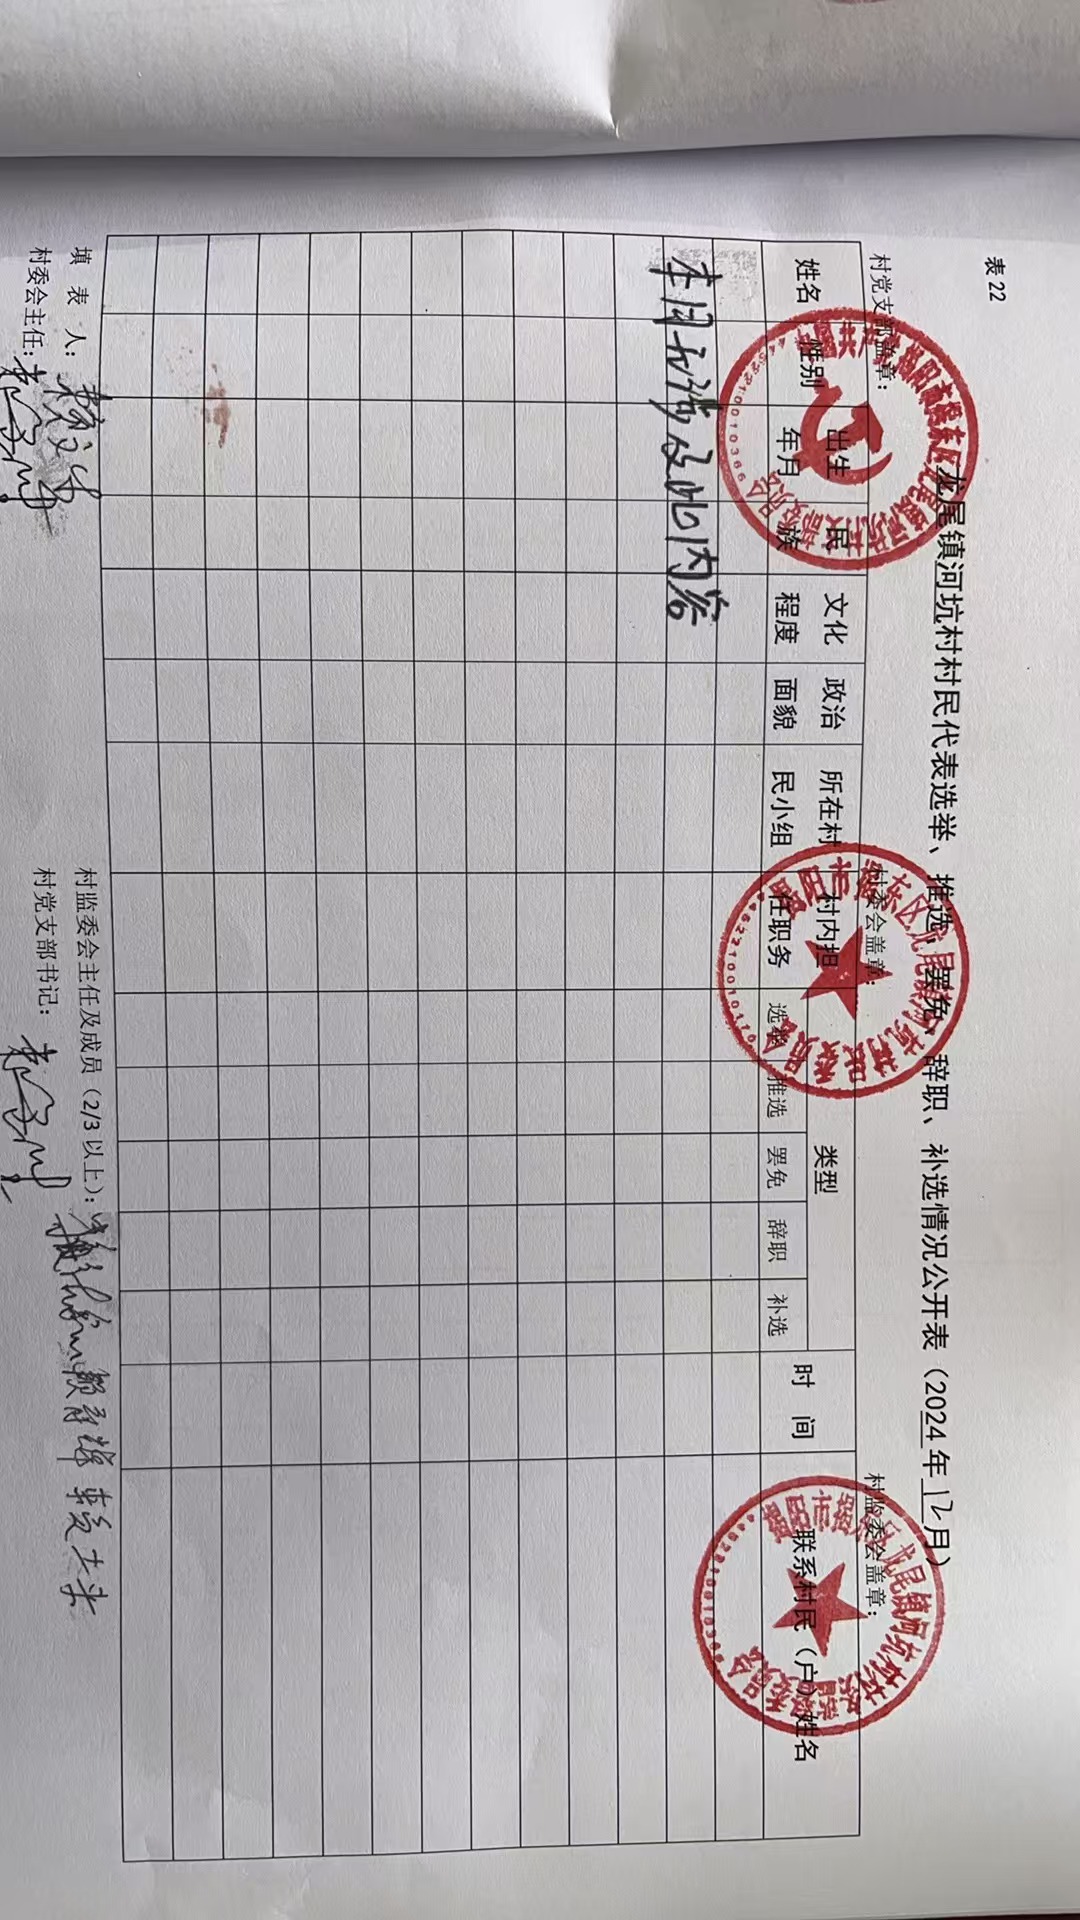 表 22
龙尾镇河坑村村民代表选举、推选、罢免、辞职、补选情况公开表（2024年12月）
村党支部盖章： 村委会盖章： 村监委会盖章：
姓名 性别 出生年月 民族 文化程度 政治面貌 所在村民小组 村内担任职务 类型 时间 联系村民（户）姓名
选举 推选 罢免 辞职 补选
本月无涉及此内容
填表人： 村监委会主任及成员（2/3以上）：
村委会主任： 村党支部书记：